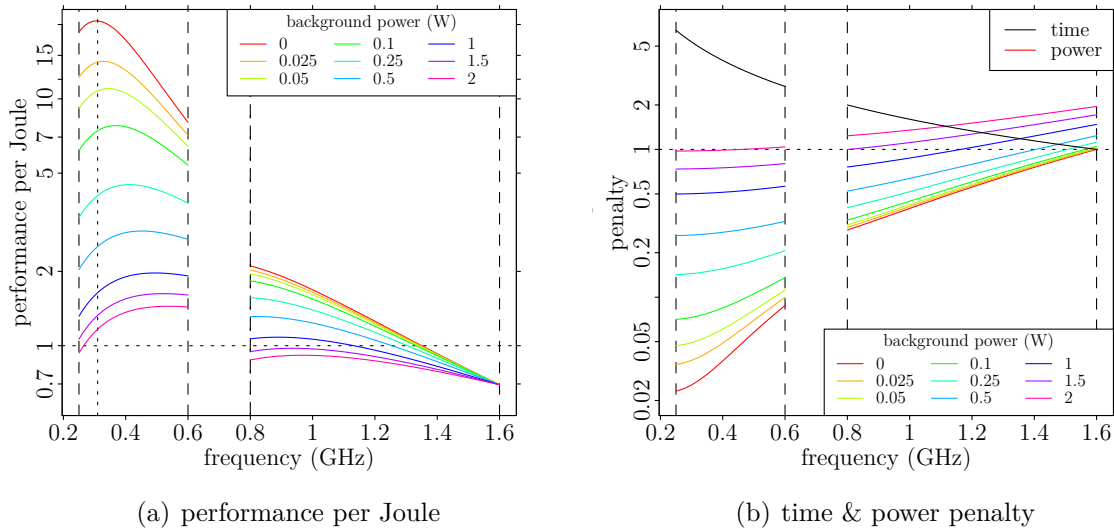 performance per Joule
15
10
7
5
2
1
0.7
background power (W)
0 0.1 1
0.025 0.25 1.5
0.05 0.5 2
0.2 0.4 0.6 0.8 1 1.2 1.4 1.6
frequency (GHz)
(a) performance per Joule
penalty
5
2
1
0.5
0.2
0.05
0.02
time
power
background power (W)
0 0.1 1
0.025 0.25 1.5
0.05 0.5 2
0.2 0.4 0.6 0.8 1 1.2 1.4 1.6
frequency (GHz)
(b) time & power penalty